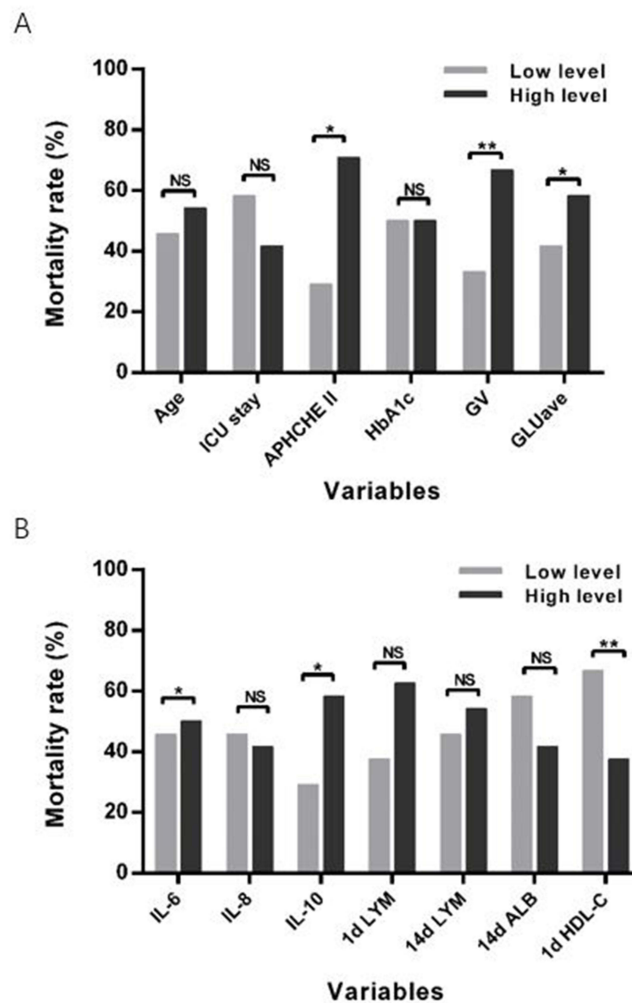 A
Low level
High level
Mortality rate (%)
100
80
60
40
20
0
NS
NS
*
NS
**
*
Age
ICU stay
APHCHE II
HbA1c
GV
GLUave
Variables
B
Low level
High level
Mortality rate (%)
100
80
60
40
20
0
*
NS
*
NS
NS
NS
**
IL-6
IL-8
IL-10
1d LYM
14d LYM
14d ALB
1d HDL-C
Variables